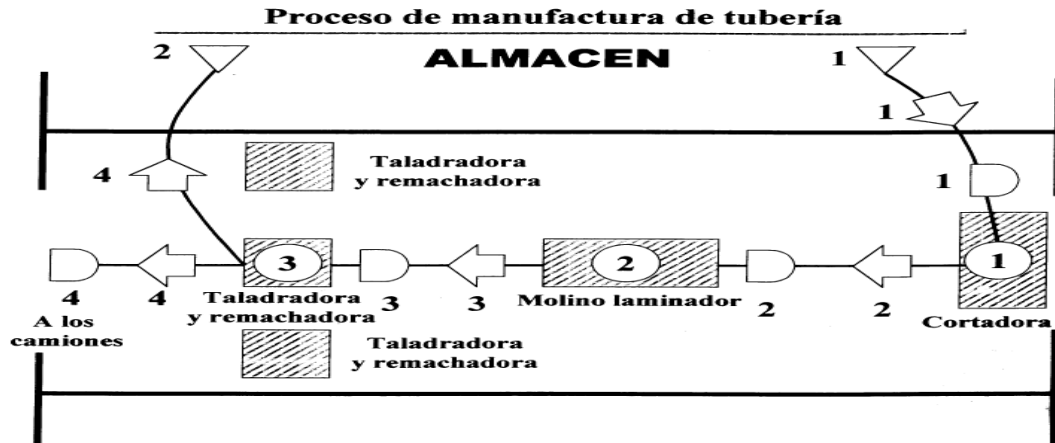 Proceso de manufactura de tubería
2
ALMACEN
1
1
4
Taladradora
y remachadora
1
3
2
1
4
4
Taladradora
y remachadora
3
3
Molino laminador
2
2
Cortadora
A los
camiones
Taladradora
y remachadora